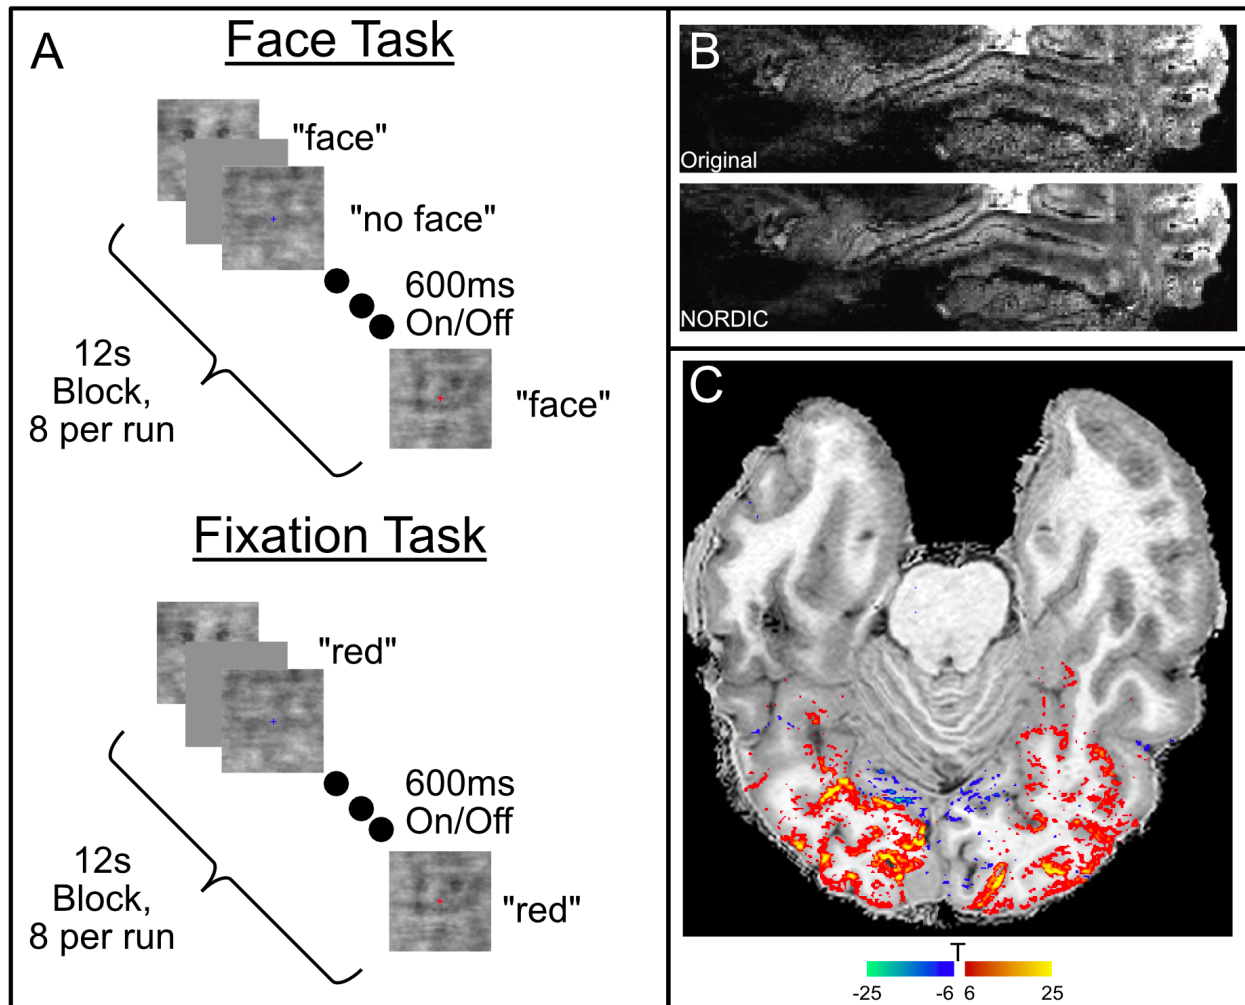 A
Face Task
"face"
"no face"
600ms
On/Off
12s
Block,
8 per run
"face"
Fixation Task
"red"
600ms
On/Off
12s
Block,
8 per run
"red"
B
Original
NORDIC
C
T
-25
-6
6
25